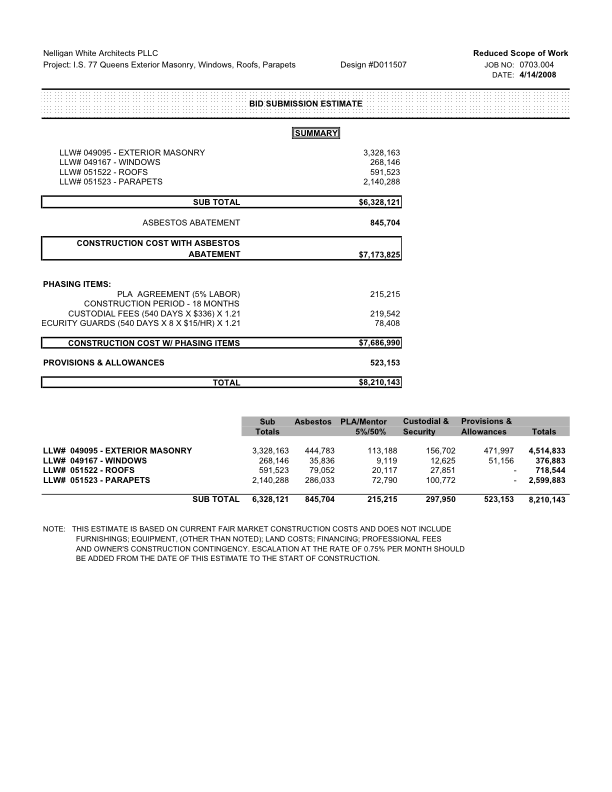 Nelligan White Architects PLLC Reduced Scope of Work
Project: I.S. 77 Queens Exterior Masonry, Windows, Roofs, Parapets Design #D011507 JOB NO: 0703.004
DATE: 4/14/2008
BID SUBMISSION ESTIMATE
SUMMARY
LLW# 049095 - EXTERIOR MASONRY 3,328,163
LLW# 049167 - WINDOWS 268,146
LLW# 051522 - ROOFS 591,523
LLW# 051523 - PARAPETS 2,140,288
SUB TOTAL $6,328,121
ASBESTOS ABATEMENT 845,704
CONSTRUCTION COST WITH ASBESTOS
ABATEMENT $7,173,825
PHASING ITEMS:
PLA AGREEMENT (5% LABOR) 215,215
CONSTRUCTION PERIOD - 18 MONTHS
CUSTODIAL FEES (540 DAYS X $336) X 1.21 219,542
ECURITY GUARDS (540 DAYS X 8 X $15/HR) X 1.21 78,408
CONSTRUCTION COST W/ PHASING ITEMS $7,686,990
PROVISIONS & ALLOWANCES 523,153
TOTAL $8,210,143
Sub Asbestos PLA/Mentor Custodial & Provisions &
Totals 5%/50% Security Allowances Totals
LLW# 049095 - EXTERIOR MASONRY 3,328,163 444,783 113,188 156,702 471,997 4,514,833
LLW# 049167 - WINDOWS 268,146 35,836 9,119 12,625 51,156 376,883
LLW# 051522 - ROOFS 591,523 79,052 20,117 27,851 - 718,544
LLW# 051523 - PARAPETS 2,140,288 286,033 72,790 100,772 - 2,599,883
SUB TOTAL 6,328,121 845,704 215,215 297,950 523,153 8,210,143
NOTE: THIS ESTIMATE IS BASED ON CURRENT FAIR MARKET CONSTRUCTION COSTS AND DOES NOT INCLUDE
FURNISHINGS; EQUIPMENT, (OTHER THAN NOTED); LAND COSTS; FINANCING; PROFESSIONAL FEES
AND OWNER'S CONSTRUCTION CONTINGENCY. ESCALATION AT THE RATE OF 0.75% PER MONTH SHOULD
BE ADDED FROM THE DATE OF THIS ESTIMATE TO THE START OF CONSTRUCTION.